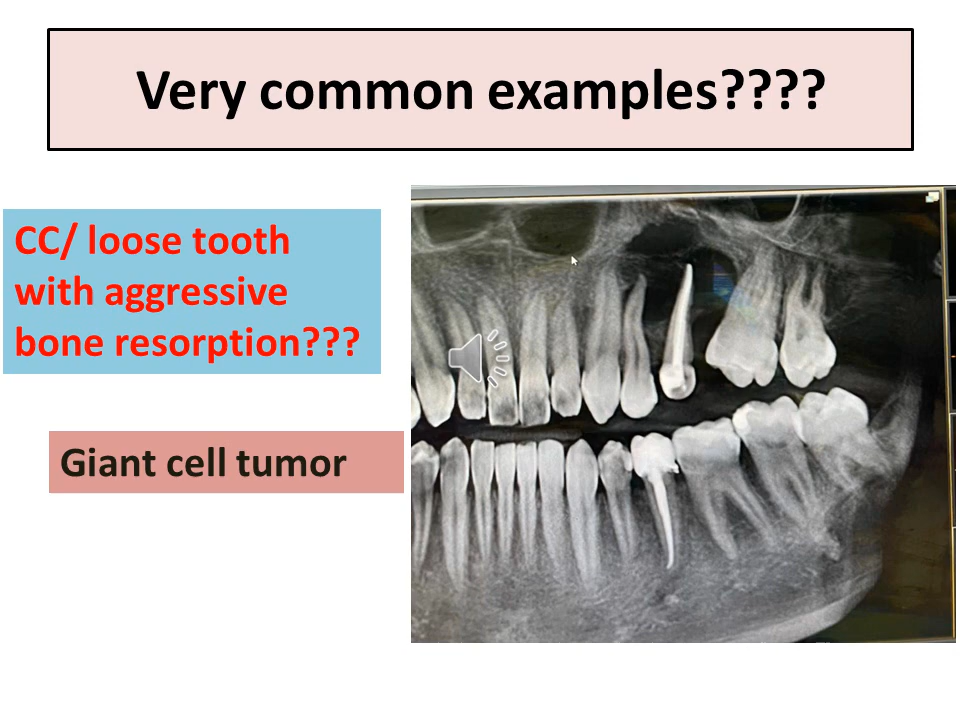 Very common examples????
CC/ loose tooth
with aggressive
bone resorption???
Giant cell tumor